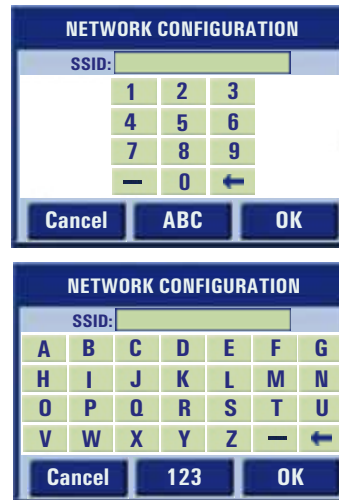 NETWORK CONFIGURATION
SSID:
1 2 3
4 5 6
7 8 9
– 0 ←
Cancel ABC OK
NETWORK CONFIGURATION
SSID:
A B C D E F G
H I J K L M N
O P Q R S T U
V W X Y Z – ←
Cancel 123 OK